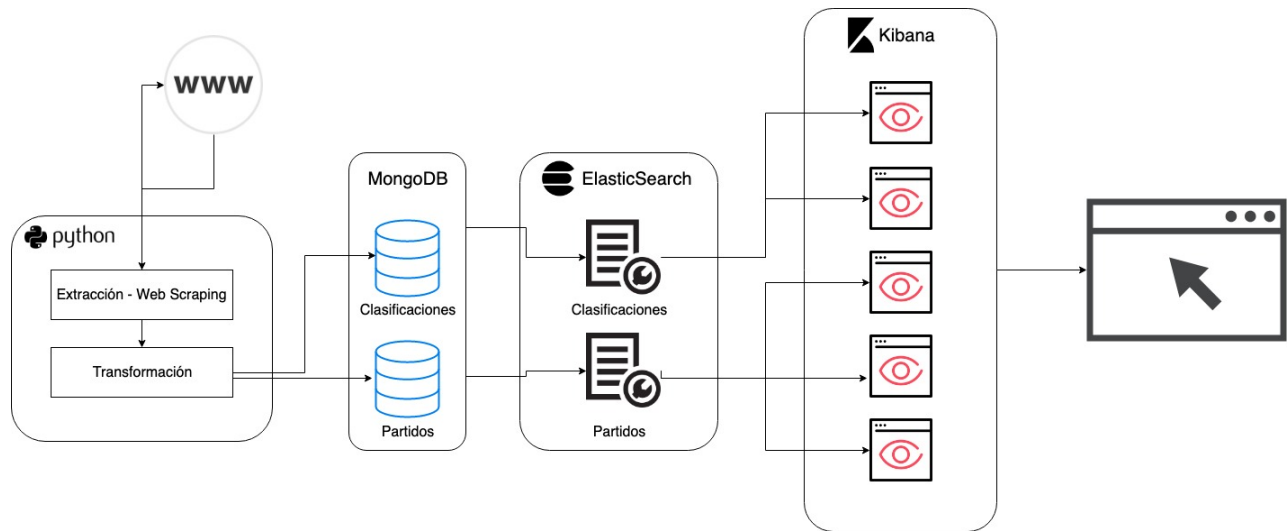 www
python
Extracción - Web Scraping
Transformación
MongoDB
Clasificaciones
Partidos
ElasticSearch
Clasificaciones
Partidos
Kibana